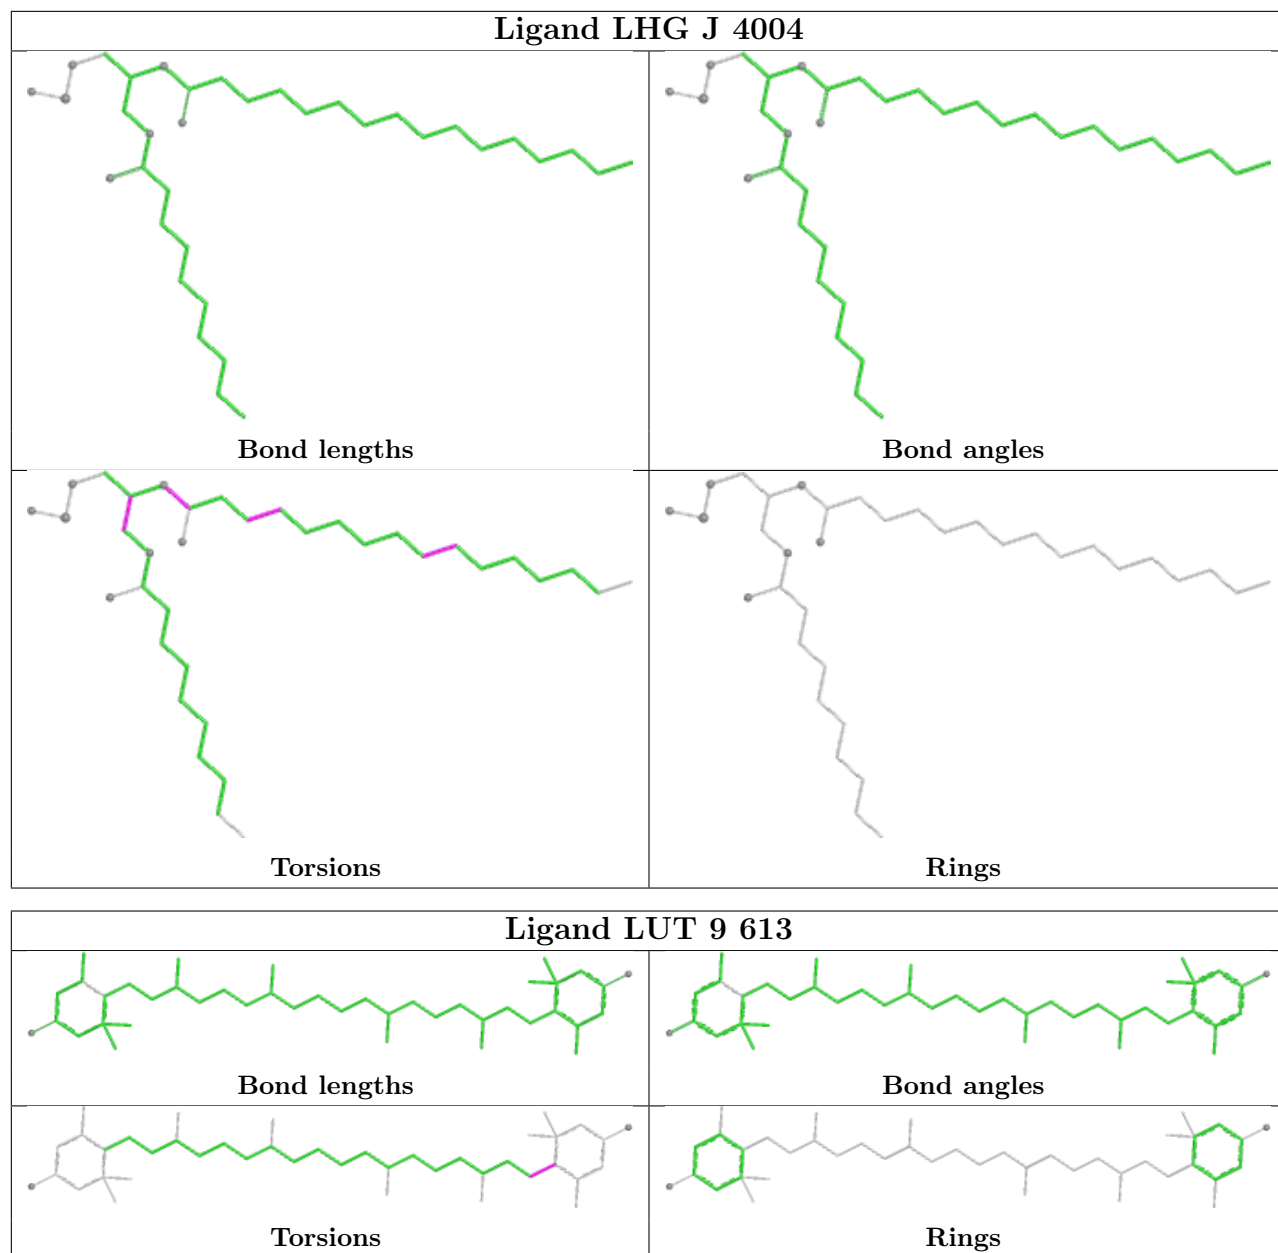 Ligand LHG J 4004
Bond lengths
Bond angles
Torsions
Rings
Ligand LUT 9 613
Bond lengths
Bond angles
Torsions
Rings